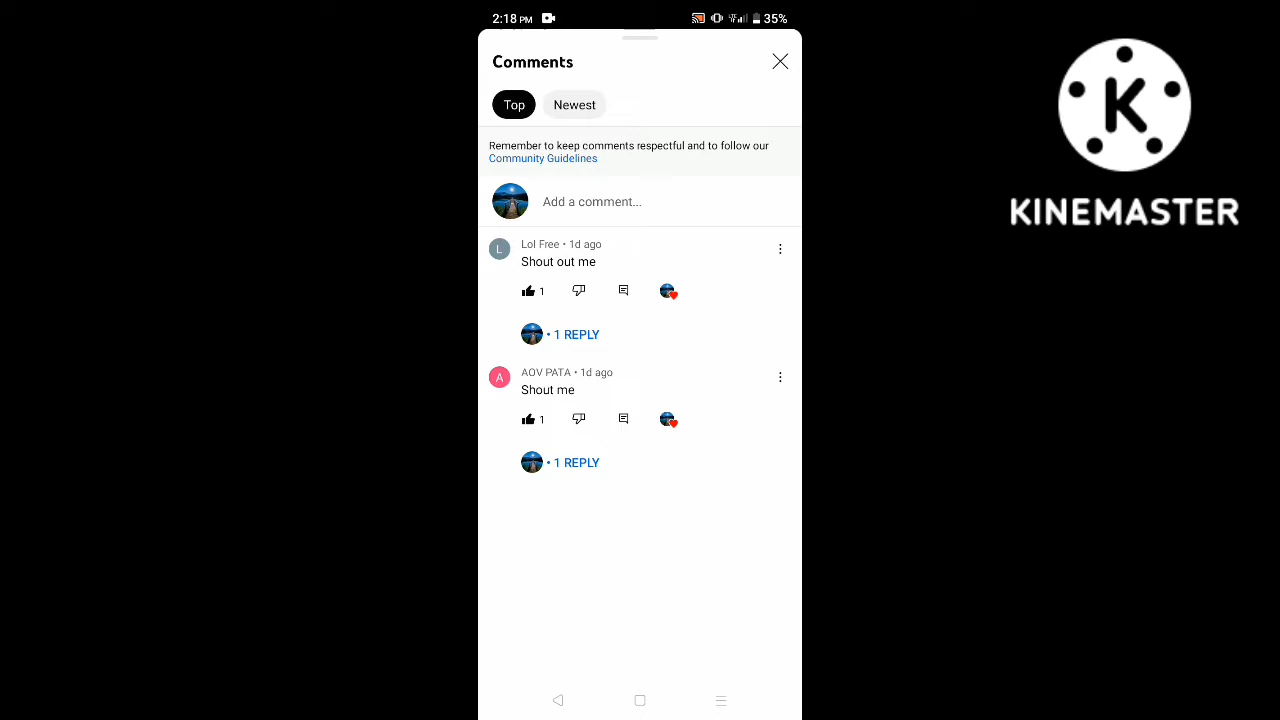 2:18 PM 35%
Comments
Top Newest
Remember to keep comments respectful and to follow our
Community Guidelines
Add a comment...
L Lol Free • 1d ago
Shout out me
1
• 1 REPLY
A AOV PATA • 1d ago
Shout me
1
• 1 REPLY
K
KINEMASTER